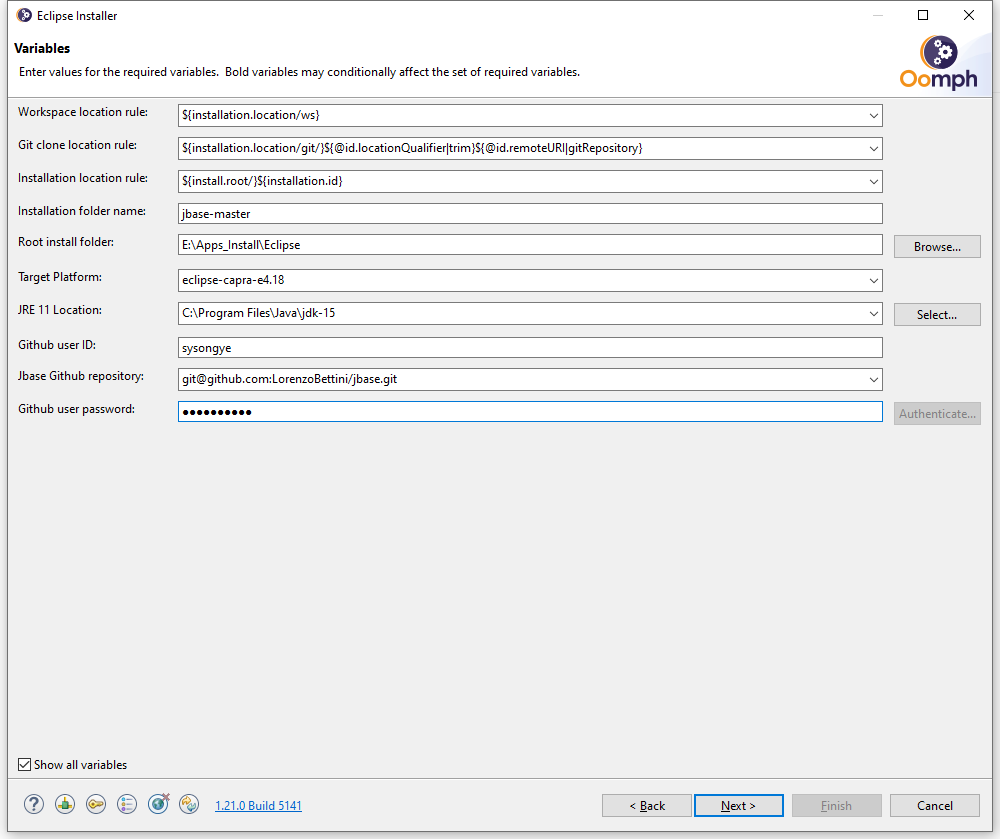 Eclipse Installer
Variables
Enter values for the required variables.  Bold variables may conditionally affect the set of required variables.
Oomph
Workspace location rule:
${installation.location/ws}
Git clone location rule:
${installation.location/git/}${@id.locationQualifier|trim}${@id.remoteURI|gitRepository}
Installation location rule:
${install.root/}${installation.id}
Installation folder name:
jbase-master
Root install folder:
E:\Apps_Install\Eclipse
Browse...
Target Platform:
eclipse-capra-e4.18
JRE 11 Location:
C:\Program Files\Java\jdk-15
Select...
Github user ID:
sysongye
Jbase Github repository:
git@github.com:LorenzoBettini/jbase.git
Github user password:
●●●●●●●●●●
Authenticate...
Show all variables
?
1.21.0 Build 5141
< Back
Next >
Finish
Cancel